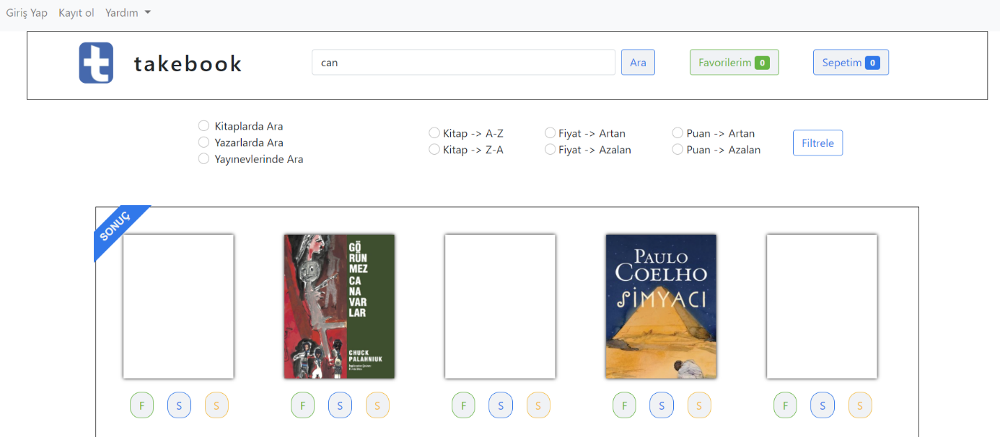 Giriş Yap Kayıt ol Yardım
t takebook can Ara Favorilerim 0 Sepetim 0
Kitaplarda Ara
Yazarlarda Ara
Yayınevlerinde Ara
Kitap -> A-Z Fiyat -> Artan Puan -> Artan
Kitap -> Z-A Fiyat -> Azalan Puan -> Azalan
Filtrele
SONUÇ
GÖ
RÜN
MEZ
CA
NA
VAR
LAR
CHUCK
PALAHNIUK
PAULO
COELHO
SİMYACI
F S S F S S F S S F S S F S S